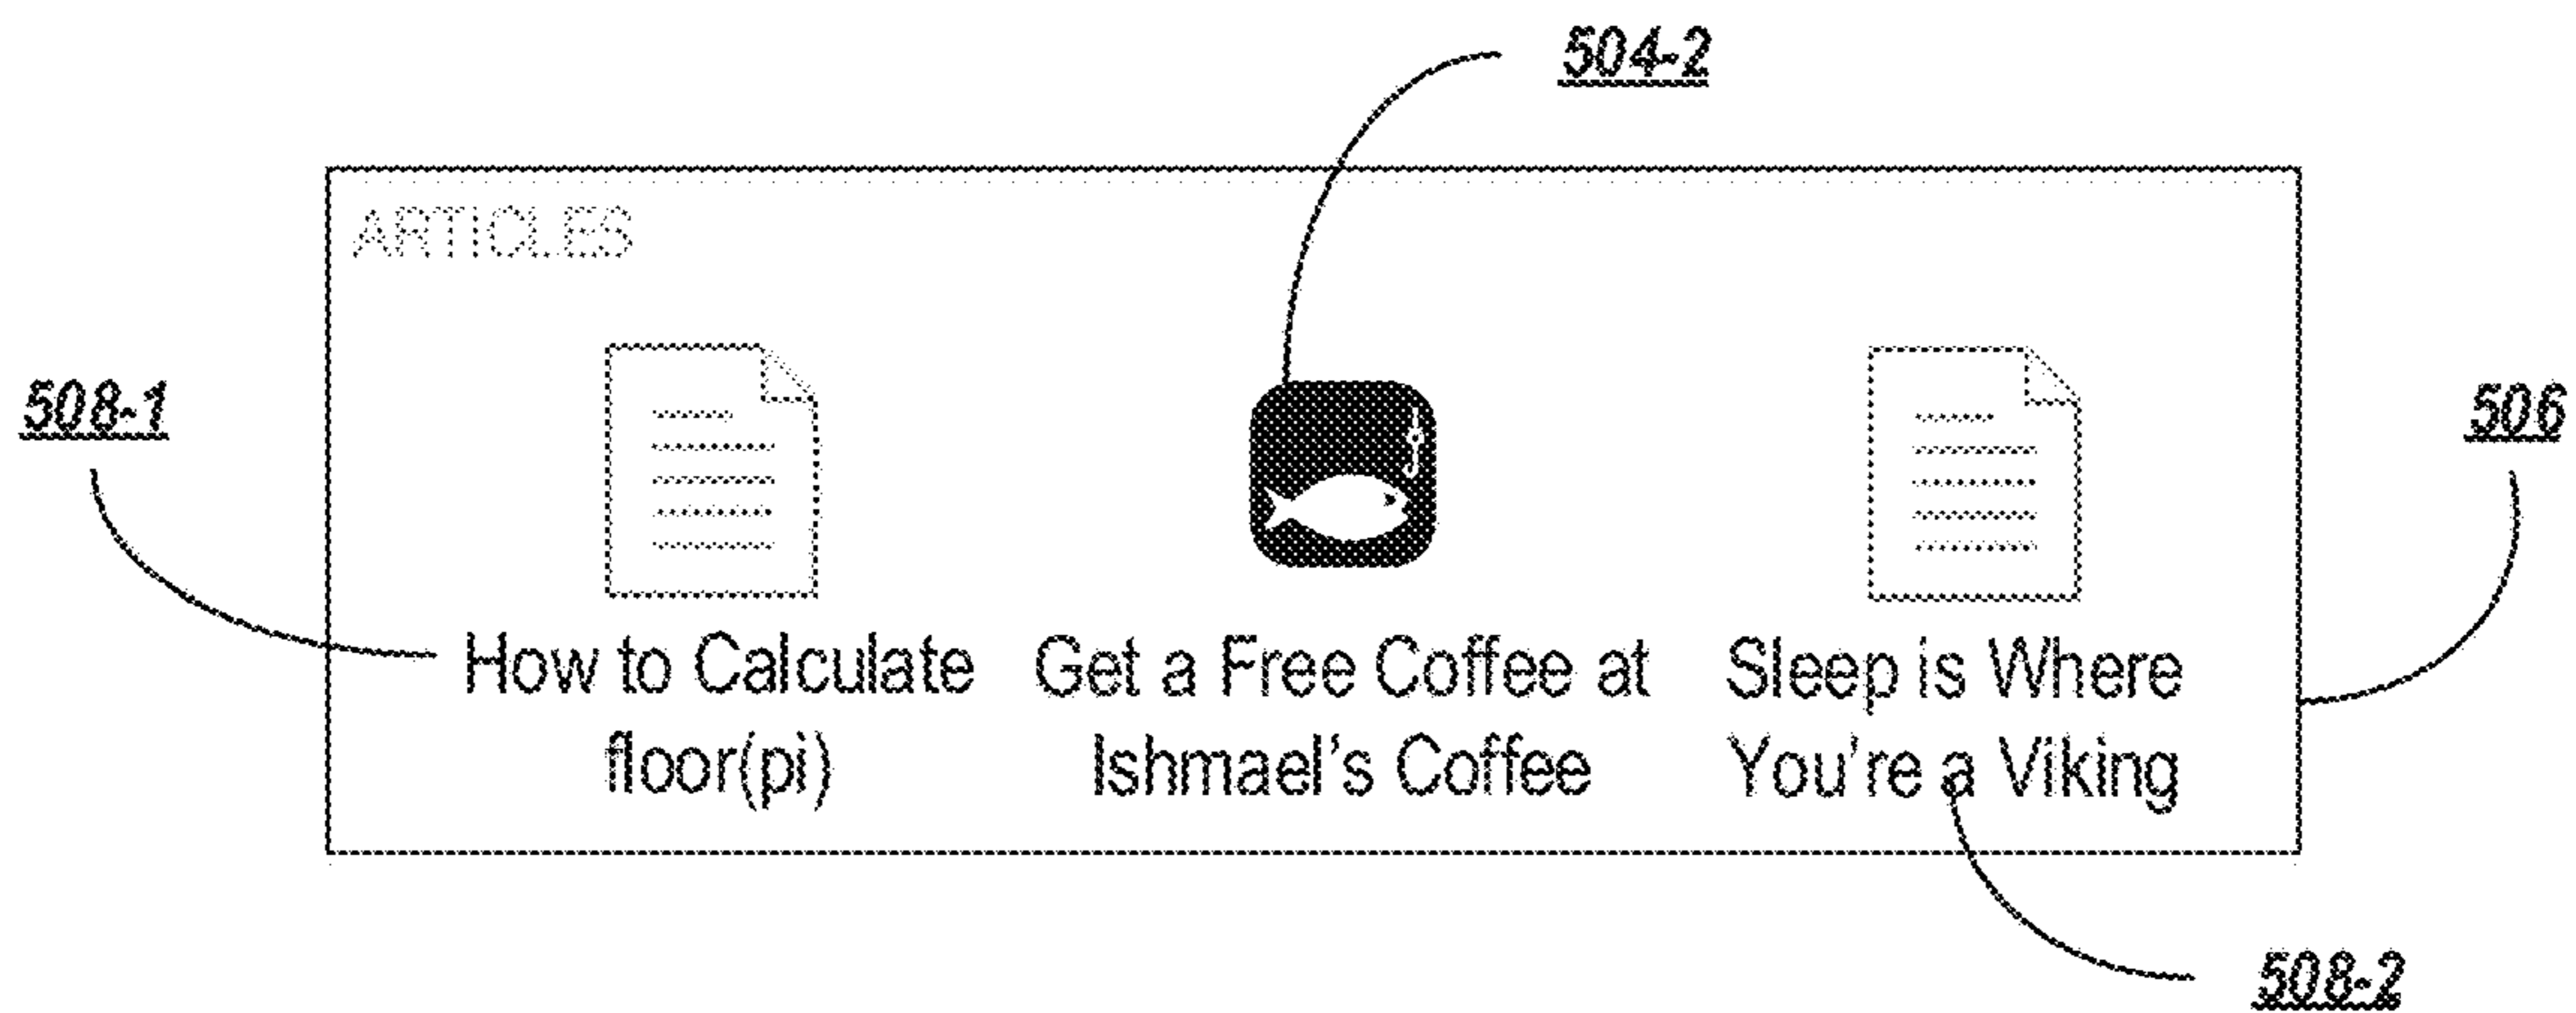 504-2
ARTICLES
508-1
506
How to Calculate
floor(pi)
Get a Free Coffee at
Ishmael's Coffee
Sleep is Where
You're a Viking
508-2